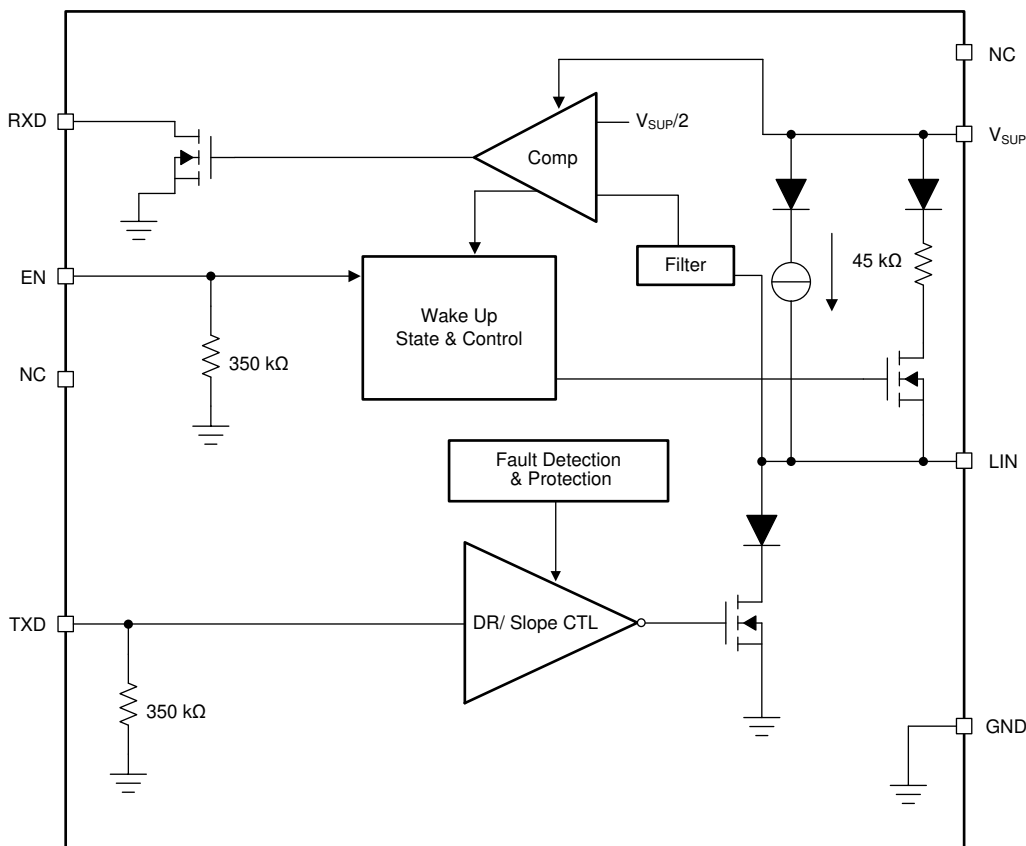 NC
RXD
V_SUP/2
V_SUP
Comp
EN
Filter
45 kΩ
Wake Up
State & Control
350 kΩ
NC
Fault Detection
& Protection
LIN
TXD
DR/ Slope CTL
350 kΩ
GND